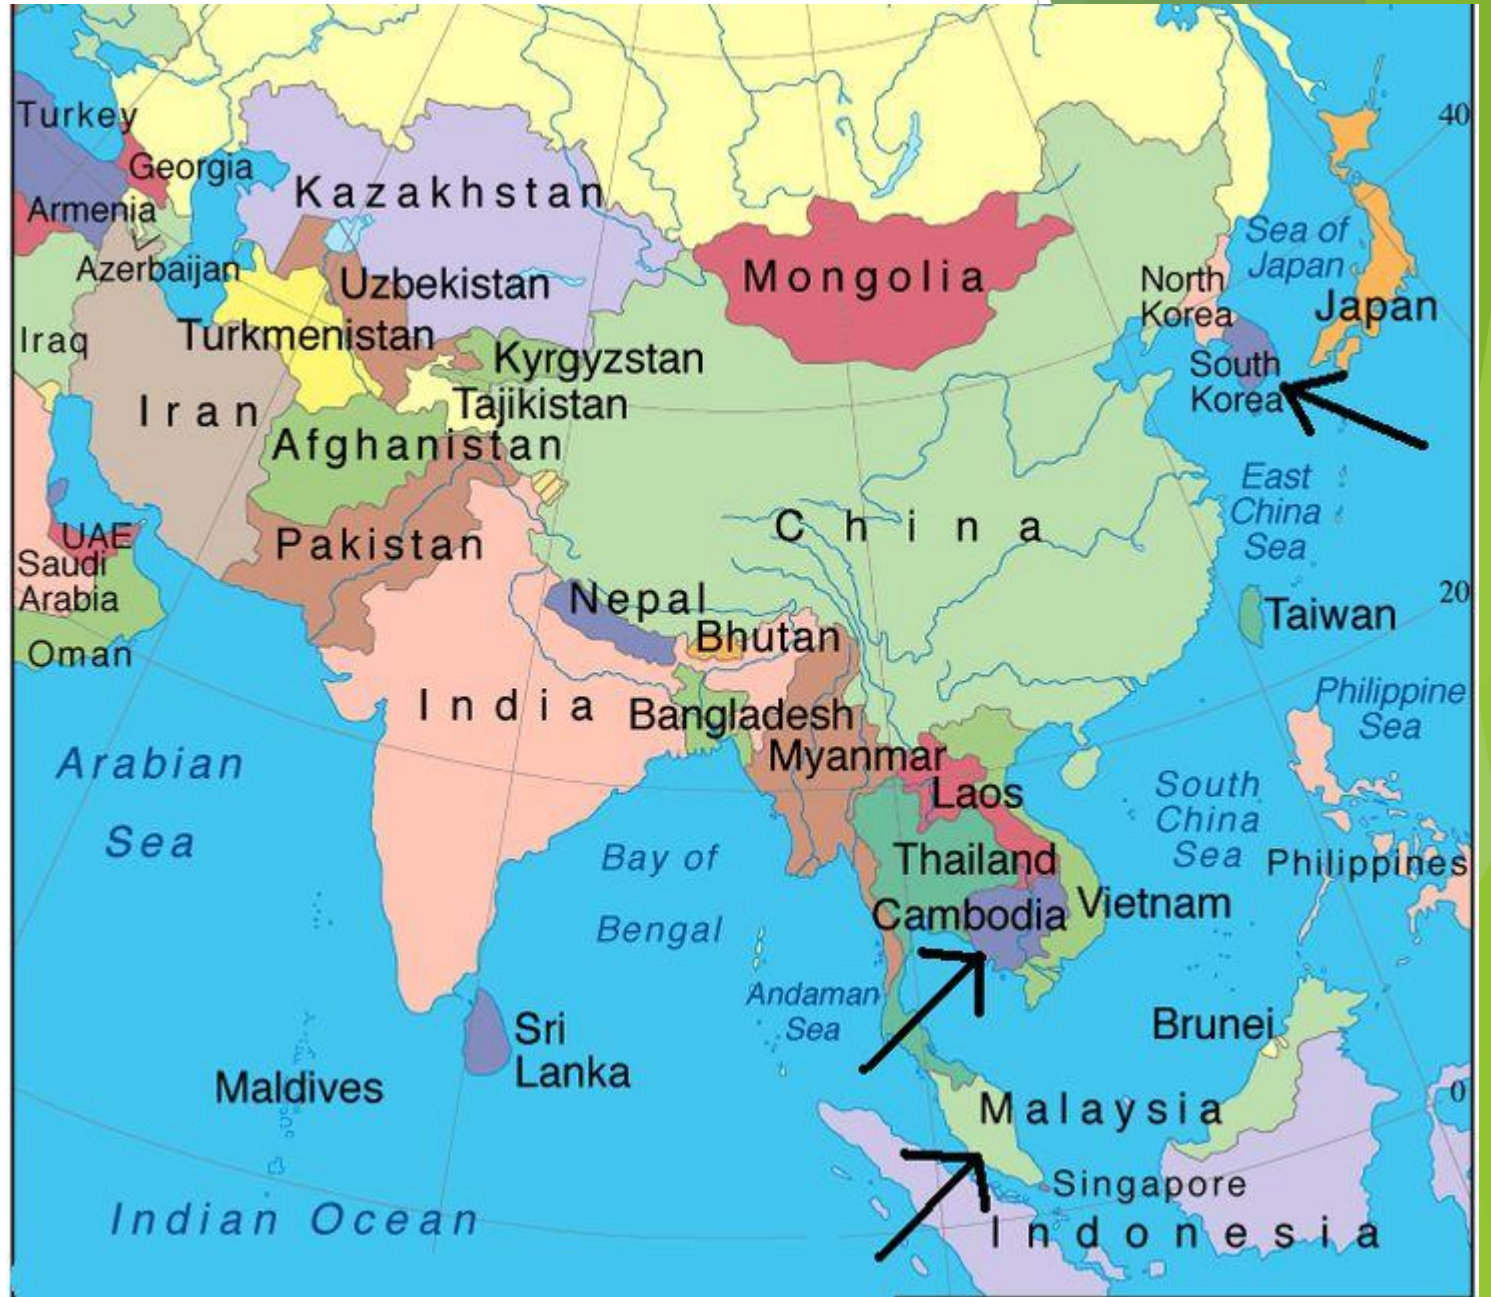 Turkey
Georgia
Armenia
Azerbaijan
Kazakhstan
Uzbekistan
Turkmenistan
Kyrgyzstan
Tajikistan
Iraq
Iran
Afghanistan
Pakistan
UAE
Saudi
Arabia
Oman
Mongolia
China
North
Korea
South
Korea
Sea of
Japan
Japan
40
East
China
Sea
20
Taiwan
Nepal
Bhutan
India
Bangladesh
Myanmar
Laos
Thailand
Cambodia
Vietnam
Philippine
Sea
South
China
Sea
Philippines
Arabian
Sea
Bay of
Bengal
Andaman
Sea
Sri
Lanka
Maldives
Brunei
Malaysia
0
Singapore
Indonesia
Indian Ocean